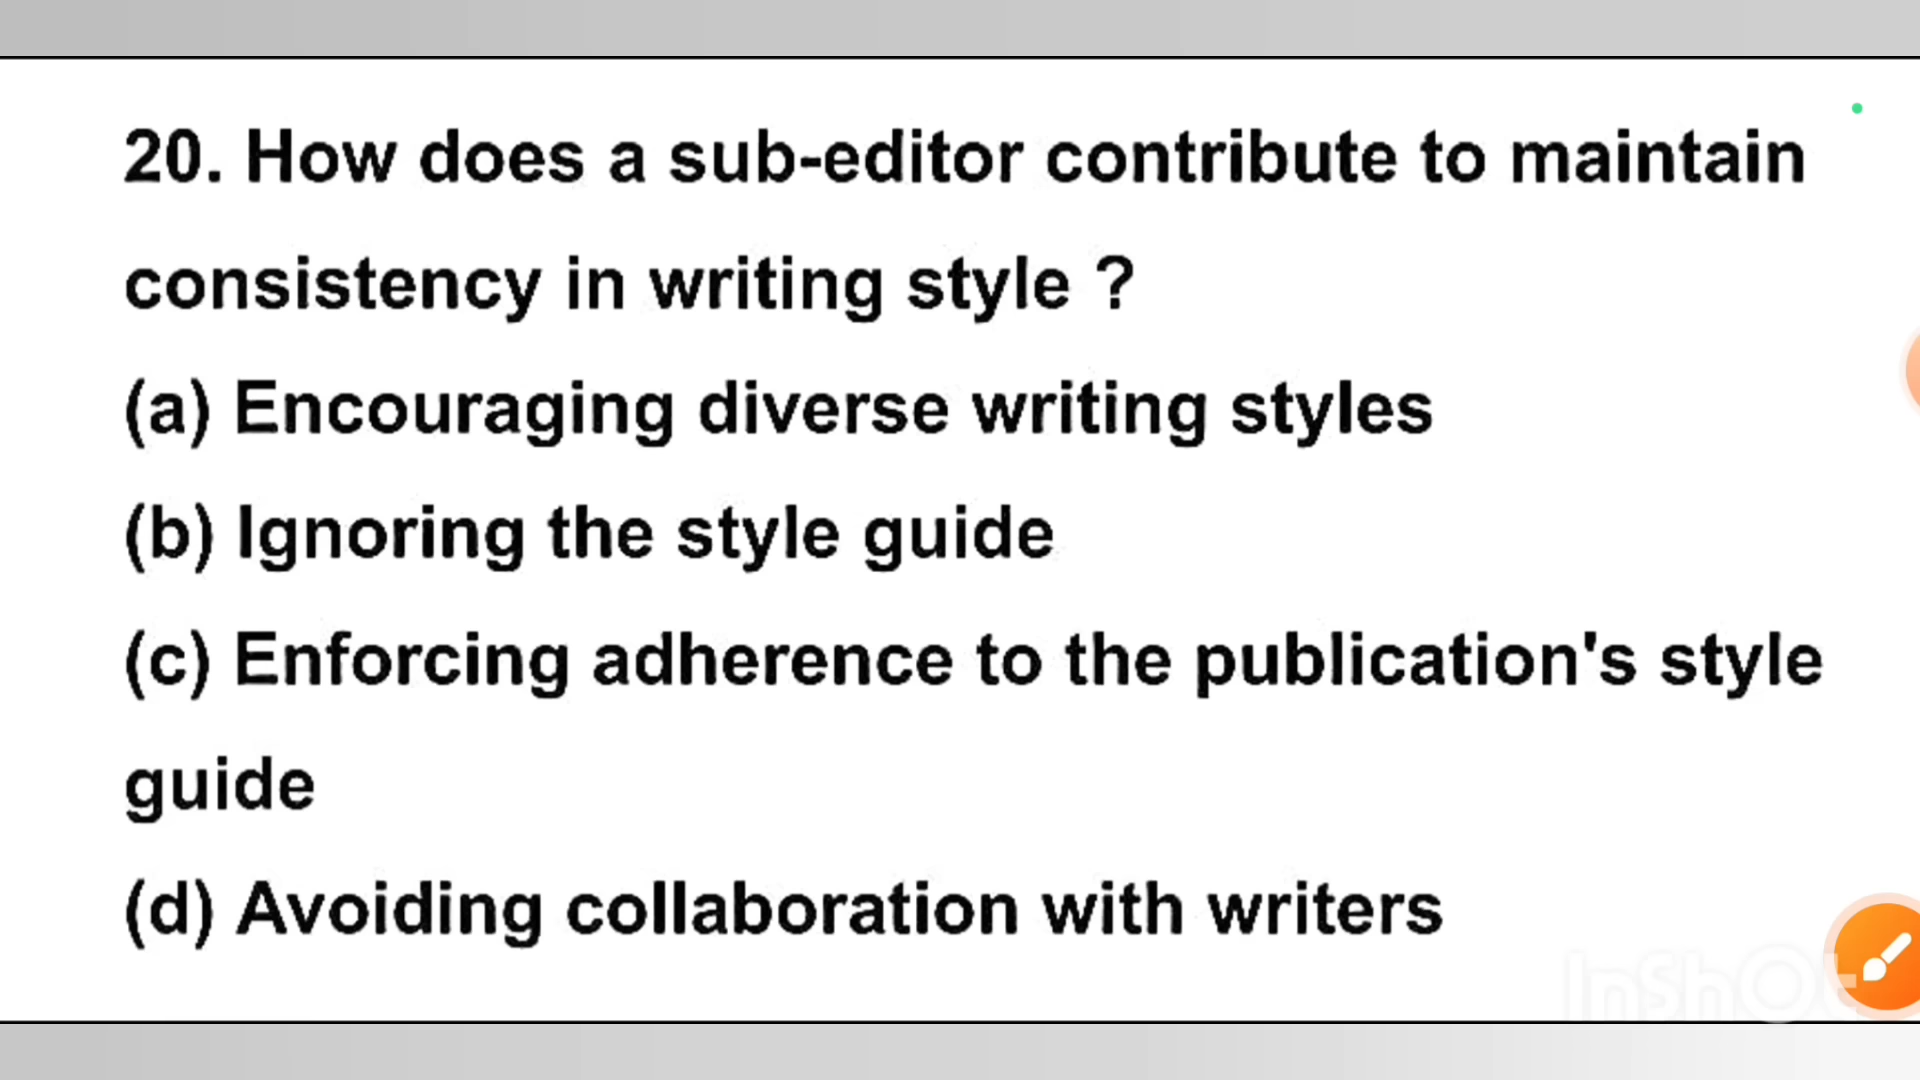 20. How does a sub-editor contribute to maintain
consistency in writing style ?
(a) Encouraging diverse writing styles
(b) Ignoring the style guide
(c) Enforcing adherence to the publication's style
guide
(d) Avoiding collaboration with writers
InShOt